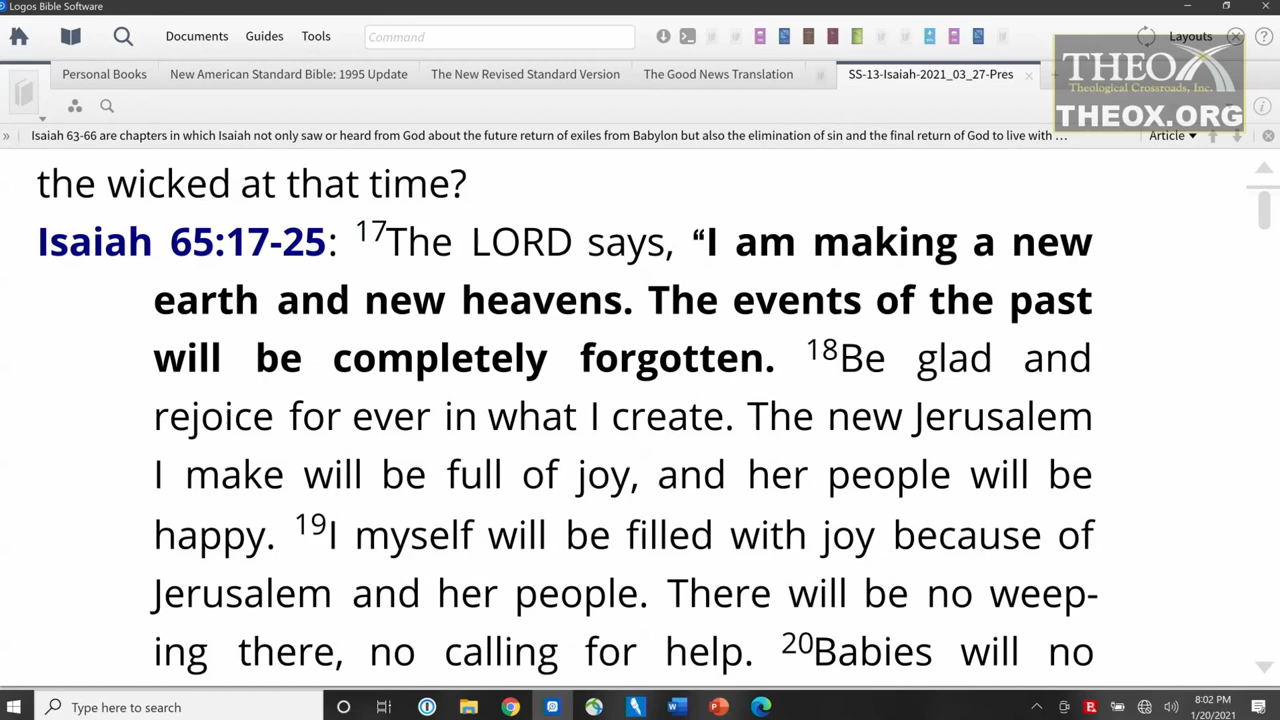 Logos Bible Software
Documents Guides Tools Command Layouts
Personal Books New American Standard Bible: 1995 Update The New Revised Standard Version The Good News Translation SS-13-Isaiah-2021_03_27-Pres
THEOX
Theological Crossroads, Inc.
THEOX.ORG
Isaiah 63-66 are chapters in which Isaiah not only saw or heard from God about the future return of exiles from Babylon but also the elimination of sin and the final return of God to live with … Article
the wicked at that time?
Isaiah 65:17-25: 17The LORD says, “I am making a new
earth and new heavens. The events of the past
will be completely forgotten. 18Be glad and
rejoice for ever in what I create. The new Jerusalem
I make will be full of joy, and her people will be
happy. 19I myself will be filled with joy because of
Jerusalem and her people. There will be no weep-
ing there, no calling for help. 20Babies will no
Type here to search
8:02 PM
1/20/2021